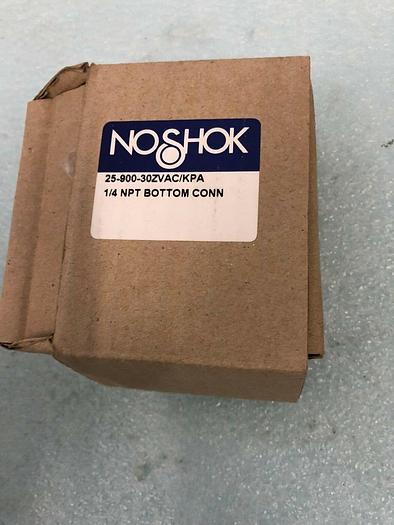 NOSHOK
25-900-30ZVAC/KPA
1/4 NPT BOTTOM CONN